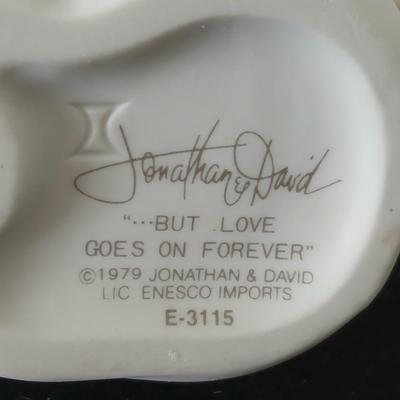 Jonathan & David
"...BUT LOVE
GOES ON FOREVER"
©1979 JONATHAN & DAVID
LIC ENESCO IMPORTS
E-3115